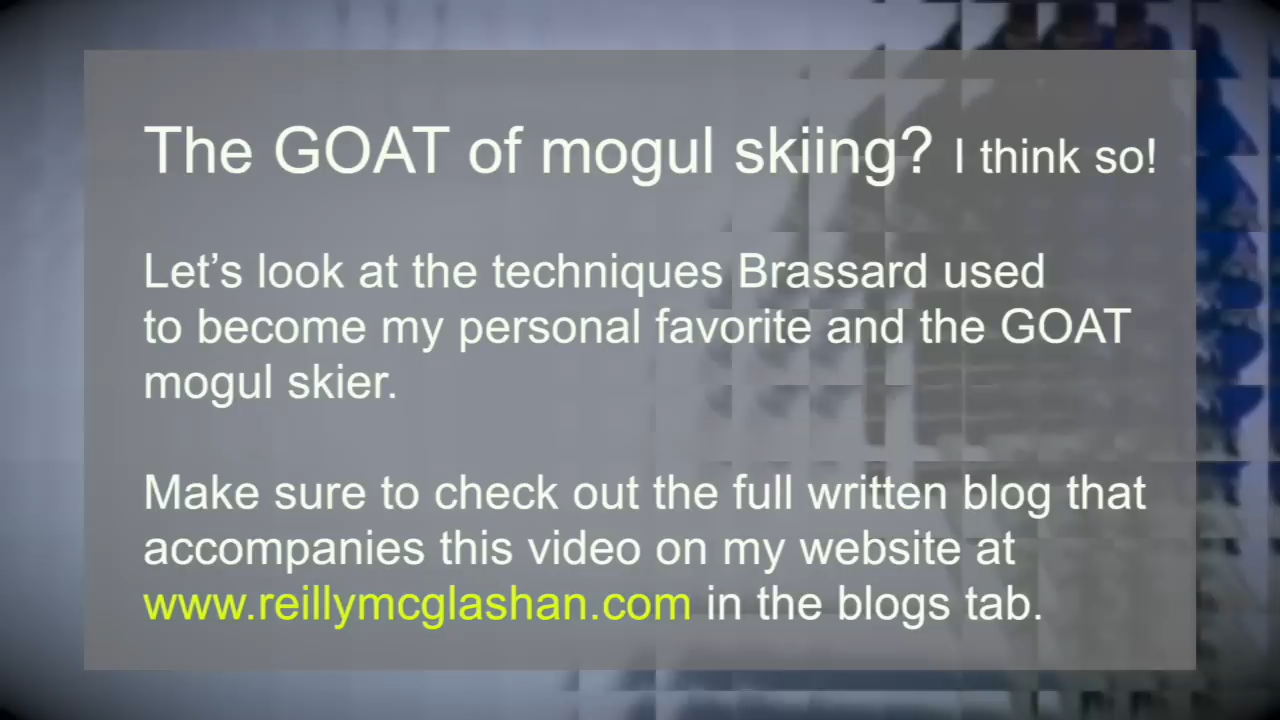 The GOAT of mogul skiing? I think so!
Let’s look at the techniques Brassard used
to become my personal favorite and the GOAT
mogul skier.
Make sure to check out the full written blog that
accompanies this video on my website at
www.reillymcglashan.com in the blogs tab.